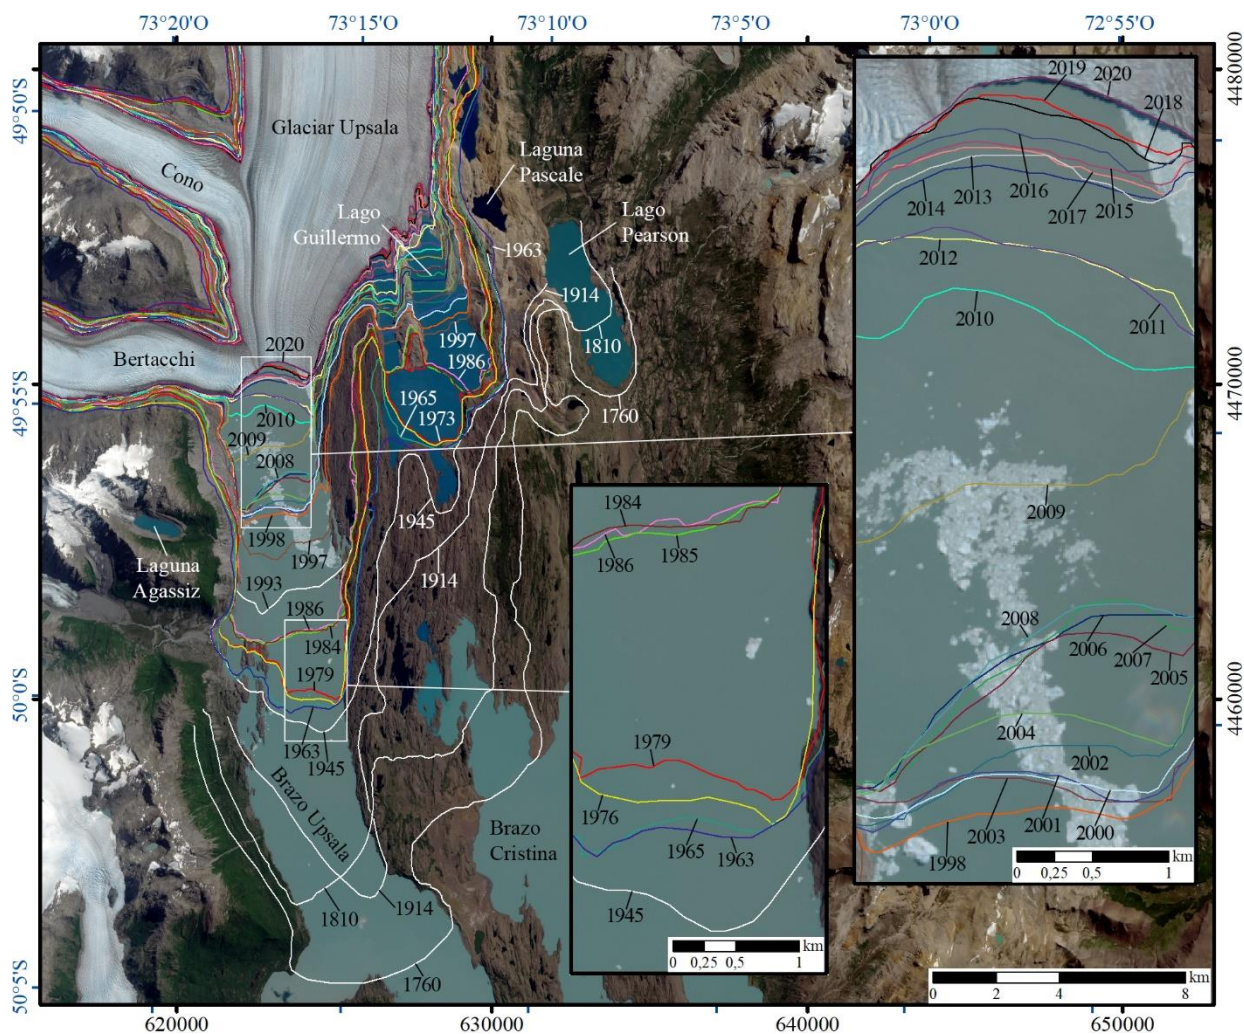 73°20'O
73°15'O
73°10'O
73°5'O
73°0'O
72°55'O
49°50'S
49°55'S
50°0'S
50°5'S
4480000
4470000
4460000
620000
630000
640000
650000
Glaciar Upsala
Cono
Bertacchi
Laguna
Pascale
Lago
Guillermo
Lago
Pearson
1963
1914
1810
1760
1997
1986
1965
1973
2020
2010
2009
2008
1998
1997
1993
Laguna
Agassiz
1945
1914
1986
1984
1979
1963
1945
Brazo Upsala
Brazo
Cristina
1810
1914
1760
1984
1986
1985
1979
1976
1965
1963
1945
km
0
0,25
0,5
1
2019
2020
2018
2014
2013
2016
2017
2015
2012
2011
2010
2009
2008
2006
2007
2005
2004
2002
1998
2003
2001
2000
km
0
0,25
0,5
1
km
0
2
4
8